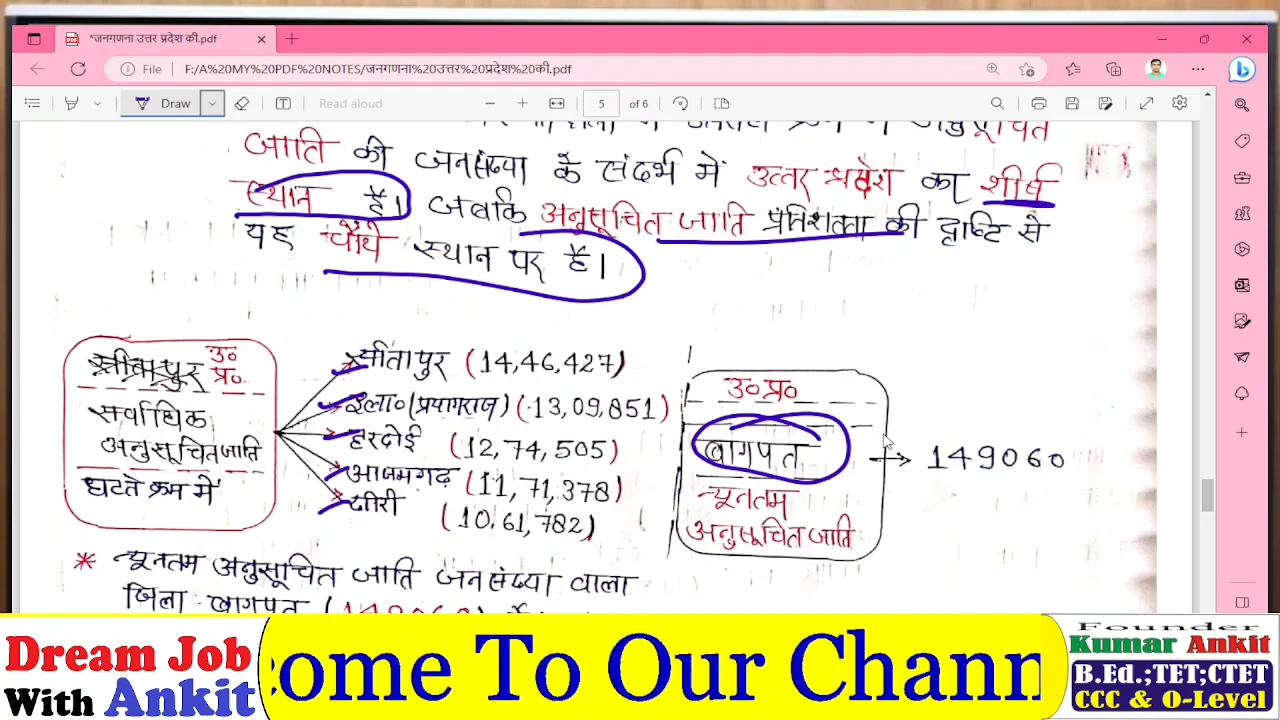 *जनगणना उत्तर प्रदेश की.pdf
File F:/A%20MY%20PDF%20NOTES/जनगणना%20उत्तर%20प्रदेश%20की.pdf
Draw Read aloud 5 of 6
अनुसूचित
जाति की जनसंख्या के संदर्भ में उत्तर प्रदेश का शीर्ष
स्थान है। जबकि अनुसूचित जाति प्रतिशतता की दृष्टि से
यह चौथे स्थान पर है।
उ० प्र०
सर्वाधिक
अनुसूचित जाति
घटते क्रम में
सीतापुर (14,46,427)
इला० (प्रयागराज) (13,09,851)
हरदोई (12,74,505)
आजमगढ़ (11,71,378)
खीरी (10,61,782)
उ० प्र०
बागपत → 149060
न्यूनतम
अनुसूचित जाति
* न्यूनतम अनुसूचित जाति जनसंख्या वाला
जिला बागपत
Dream Job
With Ankit
come To Our Chann
Founder
Kumar Ankit
B.Ed.;TET;CTET
CCC & O-Level